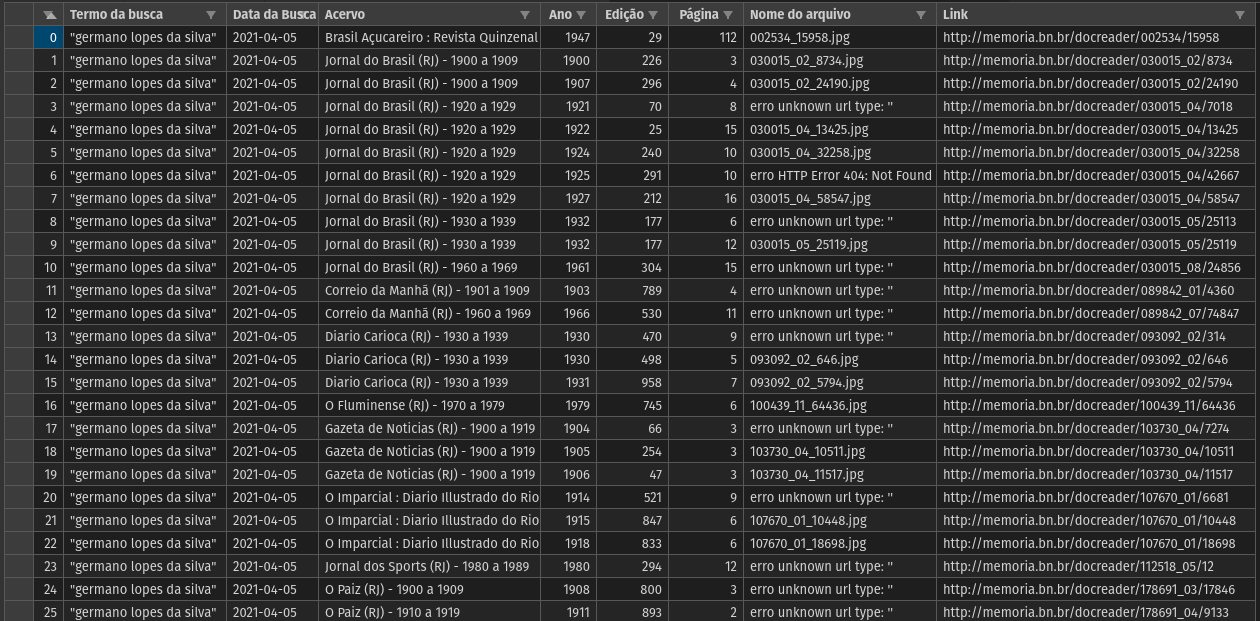 Termo da busca Data da Busca Acervo Ano Edição Página Nome do arquivo Link
0 "germano lopes da silva" 2021-04-05 Brasil Açucareiro : Revista Quinzenal 1947 29 112 002534_15958.jpg http://memoria.bn.br/docreader/002534/15958
1 "germano lopes da silva" 2021-04-05 Jornal do Brasil (RJ) - 1900 a 1909 1900 226 3 030015_02_8734.jpg http://memoria.bn.br/docreader/030015_02/8734
2 "germano lopes da silva" 2021-04-05 Jornal do Brasil (RJ) - 1900 a 1909 1907 296 4 030015_02_24190.jpg http://memoria.bn.br/docreader/030015_02/24190
3 "germano lopes da silva" 2021-04-05 Jornal do Brasil (RJ) - 1920 a 1929 1921 70 8 erro unknown url type: '' http://memoria.bn.br/docreader/030015_04/7018
4 "germano lopes da silva" 2021-04-05 Jornal do Brasil (RJ) - 1920 a 1929 1922 25 15 030015_04_13425.jpg http://memoria.bn.br/docreader/030015_04/13425
5 "germano lopes da silva" 2021-04-05 Jornal do Brasil (RJ) - 1920 a 1929 1924 240 10 030015_04_32258.jpg http://memoria.bn.br/docreader/030015_04/32258
6 "germano lopes da silva" 2021-04-05 Jornal do Brasil (RJ) - 1920 a 1929 1925 291 10 erro HTTP Error 404: Not Found http://memoria.bn.br/docreader/030015_04/42667
7 "germano lopes da silva" 2021-04-05 Jornal do Brasil (RJ) - 1920 a 1929 1927 212 16 030015_04_58547.jpg http://memoria.bn.br/docreader/030015_04/58547
8 "germano lopes da silva" 2021-04-05 Jornal do Brasil (RJ) - 1930 a 1939 1932 177 6 erro unknown url type: '' http://memoria.bn.br/docreader/030015_05/25113
9 "germano lopes da silva" 2021-04-05 Jornal do Brasil (RJ) - 1930 a 1939 1932 177 12 030015_05_25119.jpg http://memoria.bn.br/docreader/030015_05/25119
10 "germano lopes da silva" 2021-04-05 Jornal do Brasil (RJ) - 1960 a 1969 1961 304 15 erro unknown url type: '' http://memoria.bn.br/docreader/030015_08/24856
11 "germano lopes da silva" 2021-04-05 Correio da Manhã (RJ) - 1901 a 1909 1903 789 4 erro unknown url type: '' http://memoria.bn.br/docreader/089842_01/4360
12 "germano lopes da silva" 2021-04-05 Correio da Manhã (RJ) - 1960 a 1969 1966 530 11 erro unknown url type: '' http://memoria.bn.br/docreader/089842_07/74847
13 "germano lopes da silva" 2021-04-05 Diario Carioca (RJ) - 1930 a 1939 1930 470 9 erro unknown url type: '' http://memoria.bn.br/docreader/093092_02/314
14 "germano lopes da silva" 2021-04-05 Diario Carioca (RJ) - 1930 a 1939 1930 498 5 093092_02_646.jpg http://memoria.bn.br/docreader/093092_02/646
15 "germano lopes da silva" 2021-04-05 Diario Carioca (RJ) - 1930 a 1939 1931 958 7 093092_02_5794.jpg http://memoria.bn.br/docreader/093092_02/5794
16 "germano lopes da silva" 2021-04-05 O Fluminense (RJ) - 1970 a 1979 1979 745 6 100439_11_64436.jpg http://memoria.bn.br/docreader/100439_11/64436
17 "germano lopes da silva" 2021-04-05 Gazeta de Noticias (RJ) - 1900 a 1919 1904 66 3 erro unknown url type: '' http://memoria.bn.br/docreader/103730_04/7274
18 "germano lopes da silva" 2021-04-05 Gazeta de Noticias (RJ) - 1900 a 1919 1905 254 3 103730_04_10511.jpg http://memoria.bn.br/docreader/103730_04/10511
19 "germano lopes da silva" 2021-04-05 Gazeta de Noticias (RJ) - 1900 a 1919 1906 47 3 103730_04_11517.jpg http://memoria.bn.br/docreader/103730_04/11517
20 "germano lopes da silva" 2021-04-05 O Imparcial : Diario Illustrado do Rio 1914 521 9 erro unknown url type: '' http://memoria.bn.br/docreader/107670_01/6681
21 "germano lopes da silva" 2021-04-05 O Imparcial : Diario Illustrado do Rio 1915 847 6 107670_01_10448.jpg http://memoria.bn.br/docreader/107670_01/10448
22 "germano lopes da silva" 2021-04-05 O Imparcial : Diario Illustrado do Rio 1918 833 6 107670_01_18698.jpg http://memoria.bn.br/docreader/107670_01/18698
23 "germano lopes da silva" 2021-04-05 Jornal dos Sports (RJ) - 1980 a 1989 1980 294 12 erro unknown url type: '' http://memoria.bn.br/docreader/112518_05/12
24 "germano lopes da silva" 2021-04-05 O Paiz (RJ) - 1900 a 1909 1908 800 3 erro unknown url type: '' http://memoria.bn.br/docreader/178691_03/17846
25 "germano lopes da silva" 2021-04-05 O Paiz (RJ) - 1910 a 1919 1911 893 2 erro unknown url type: '' http://memoria.bn.br/docreader/178691_04/9133